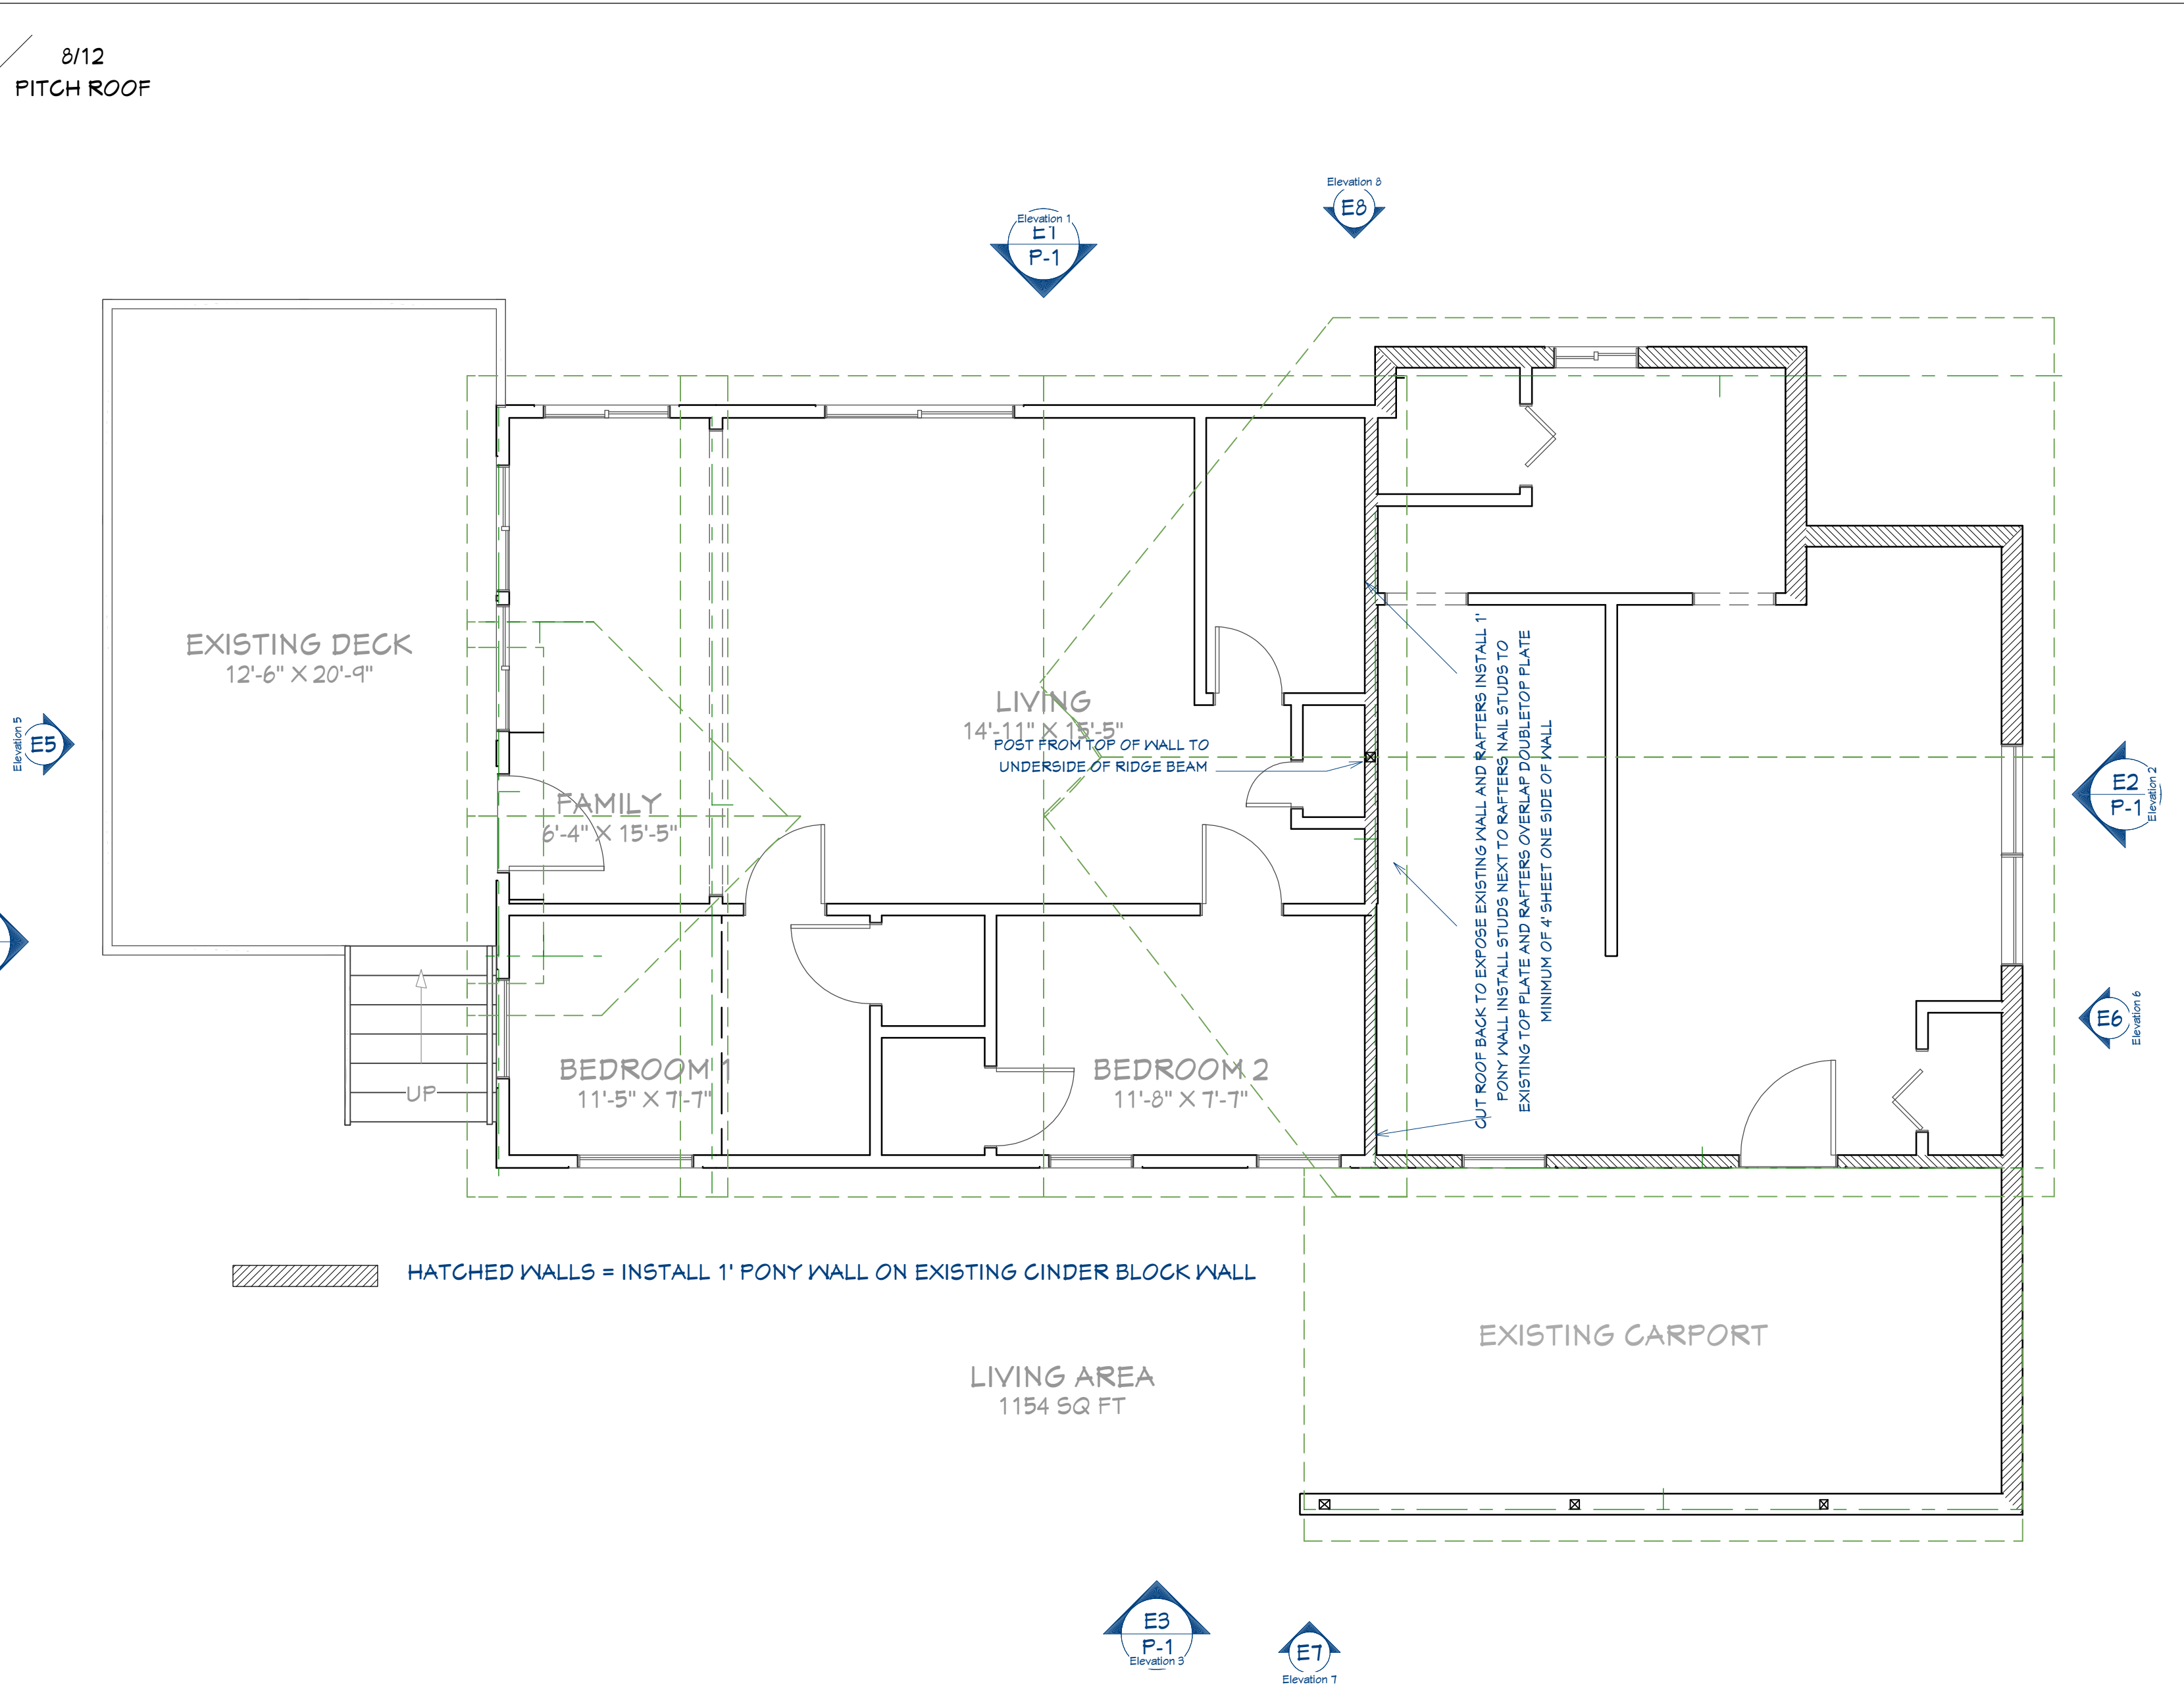 8/12
PITCH ROOF
Elevation 8
E8
Elevation 1
E1
P-1
EXISTING DECK
12'-6" X 20'-9"
LIVING
14'-11" X 15'-5"
POST FROM TOP OF WALL TO
UNDERSIDE OF RIDGE BEAM
CUT ROOF BACK TO EXPOSE EXISTING WALL AND RAFTERS INSTALL 1'
PONY WALL INSTALL STUDS NEXT TO RAFTERS NAIL STUDS TO
EXISTING TOP PLATE AND RAFTERS OVERLAP DOUBLETOP PLATE
MINIMUM OF 4' SHEET ONE SIDE OF WALL
Elevation 5
E5
FAMILY
6'-4" X 15'-5"
E2
P-1
Elevation 2
E6
Elevation 6
BEDROOM 1
11'-5" X 7'-7"
BEDROOM 2
11'-8" X 7'-7"
UP
HATCHED WALLS = INSTALL 1' PONY WALL ON EXISTING CINDER BLOCK WALL
EXISTING CARPORT
LIVING AREA
1154 SQ FT
E3
P-1
Elevation 3
E7
Elevation 7